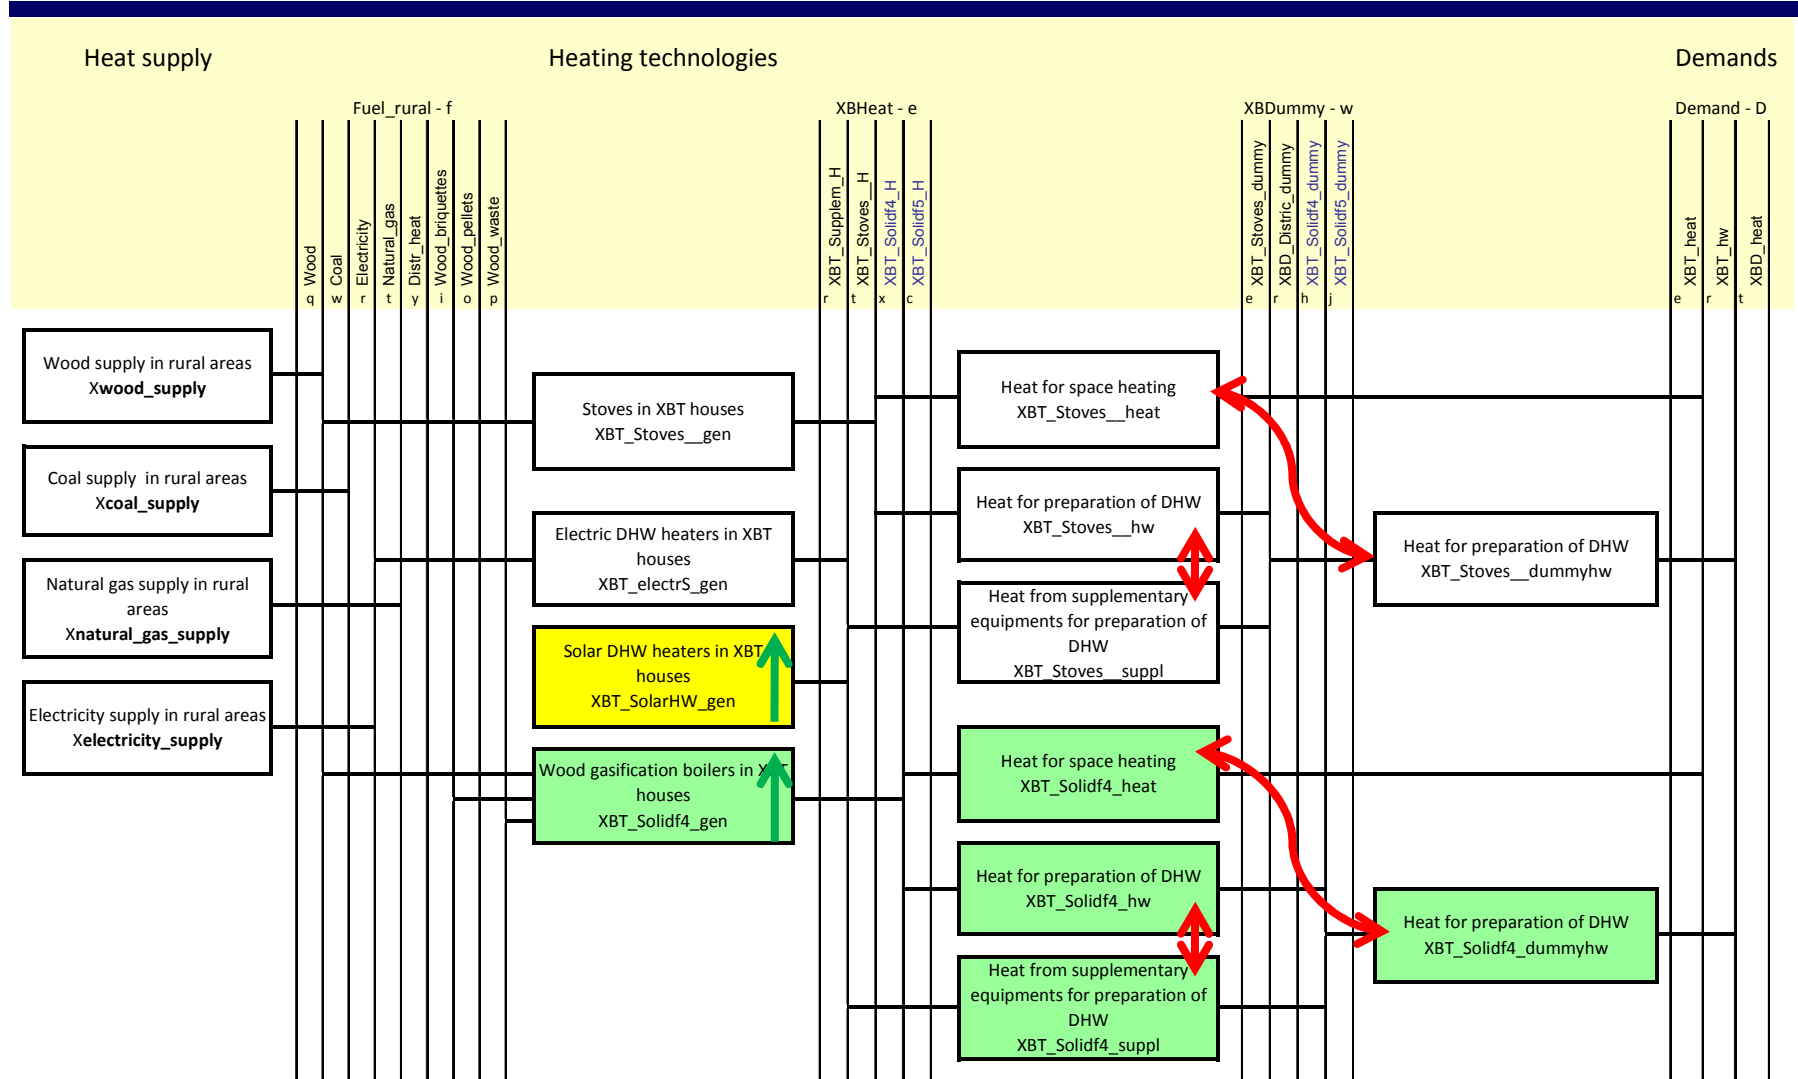 Heat supply
Heating technologies
Demands
Fuel_rural - f
XBHeat - e
XBDummy - w
Demand - D
Wood
Coal
Electricity
Natural_gas
Distr_heat
Wood_briquettes
Wood_pellets
Wood_waste
q
w
r
t
y
i
o
p
XBT_Supplem_H
XBT_Stoves__H
XBT_Solidf4_H
XBT_Solidf5_H
r
t
x
c
XBT_Stoves_dummy
XBD_Distric_dummy
XBT_Solidf4_dummy
XBT_Solidf5_dummy
e
r
h
j
XBT_heat
XBT_hw
XBD_heat
e
r
t
Wood supply in rural areas
Xwood_supply
Coal supply in rural areas
Xcoal_supply
Natural gas supply in rural
areas
Xnatural_gas_supply
Electricity supply in rural areas
Xelectricity_supply
Stoves in XBT houses
XBT_Stoves__gen
Electric DHW heaters in XBT
houses
XBT_electrS_gen
Solar DHW heaters in XBT
houses
XBT_SolarHW_gen
Wood gasification boilers in XBT
houses
XBT_Solidf4_gen
Heat for space heating
XBT_Stoves__heat
Heat for preparation of DHW
XBT_Stoves__hw
Heat from supplementary
equipments for preparation of
DHW
XBT_Stoves__suppl
Heat for space heating
XBT_Solidf4_heat
Heat for preparation of DHW
XBT_Solidf4_hw
Heat from supplementary
equipments for preparation of
DHW
XBT_Solidf4_suppl
Heat for preparation of DHW
XBT_Stoves__dummyhw
Heat for preparation of DHW
XBT_Solidf4_dummyhw